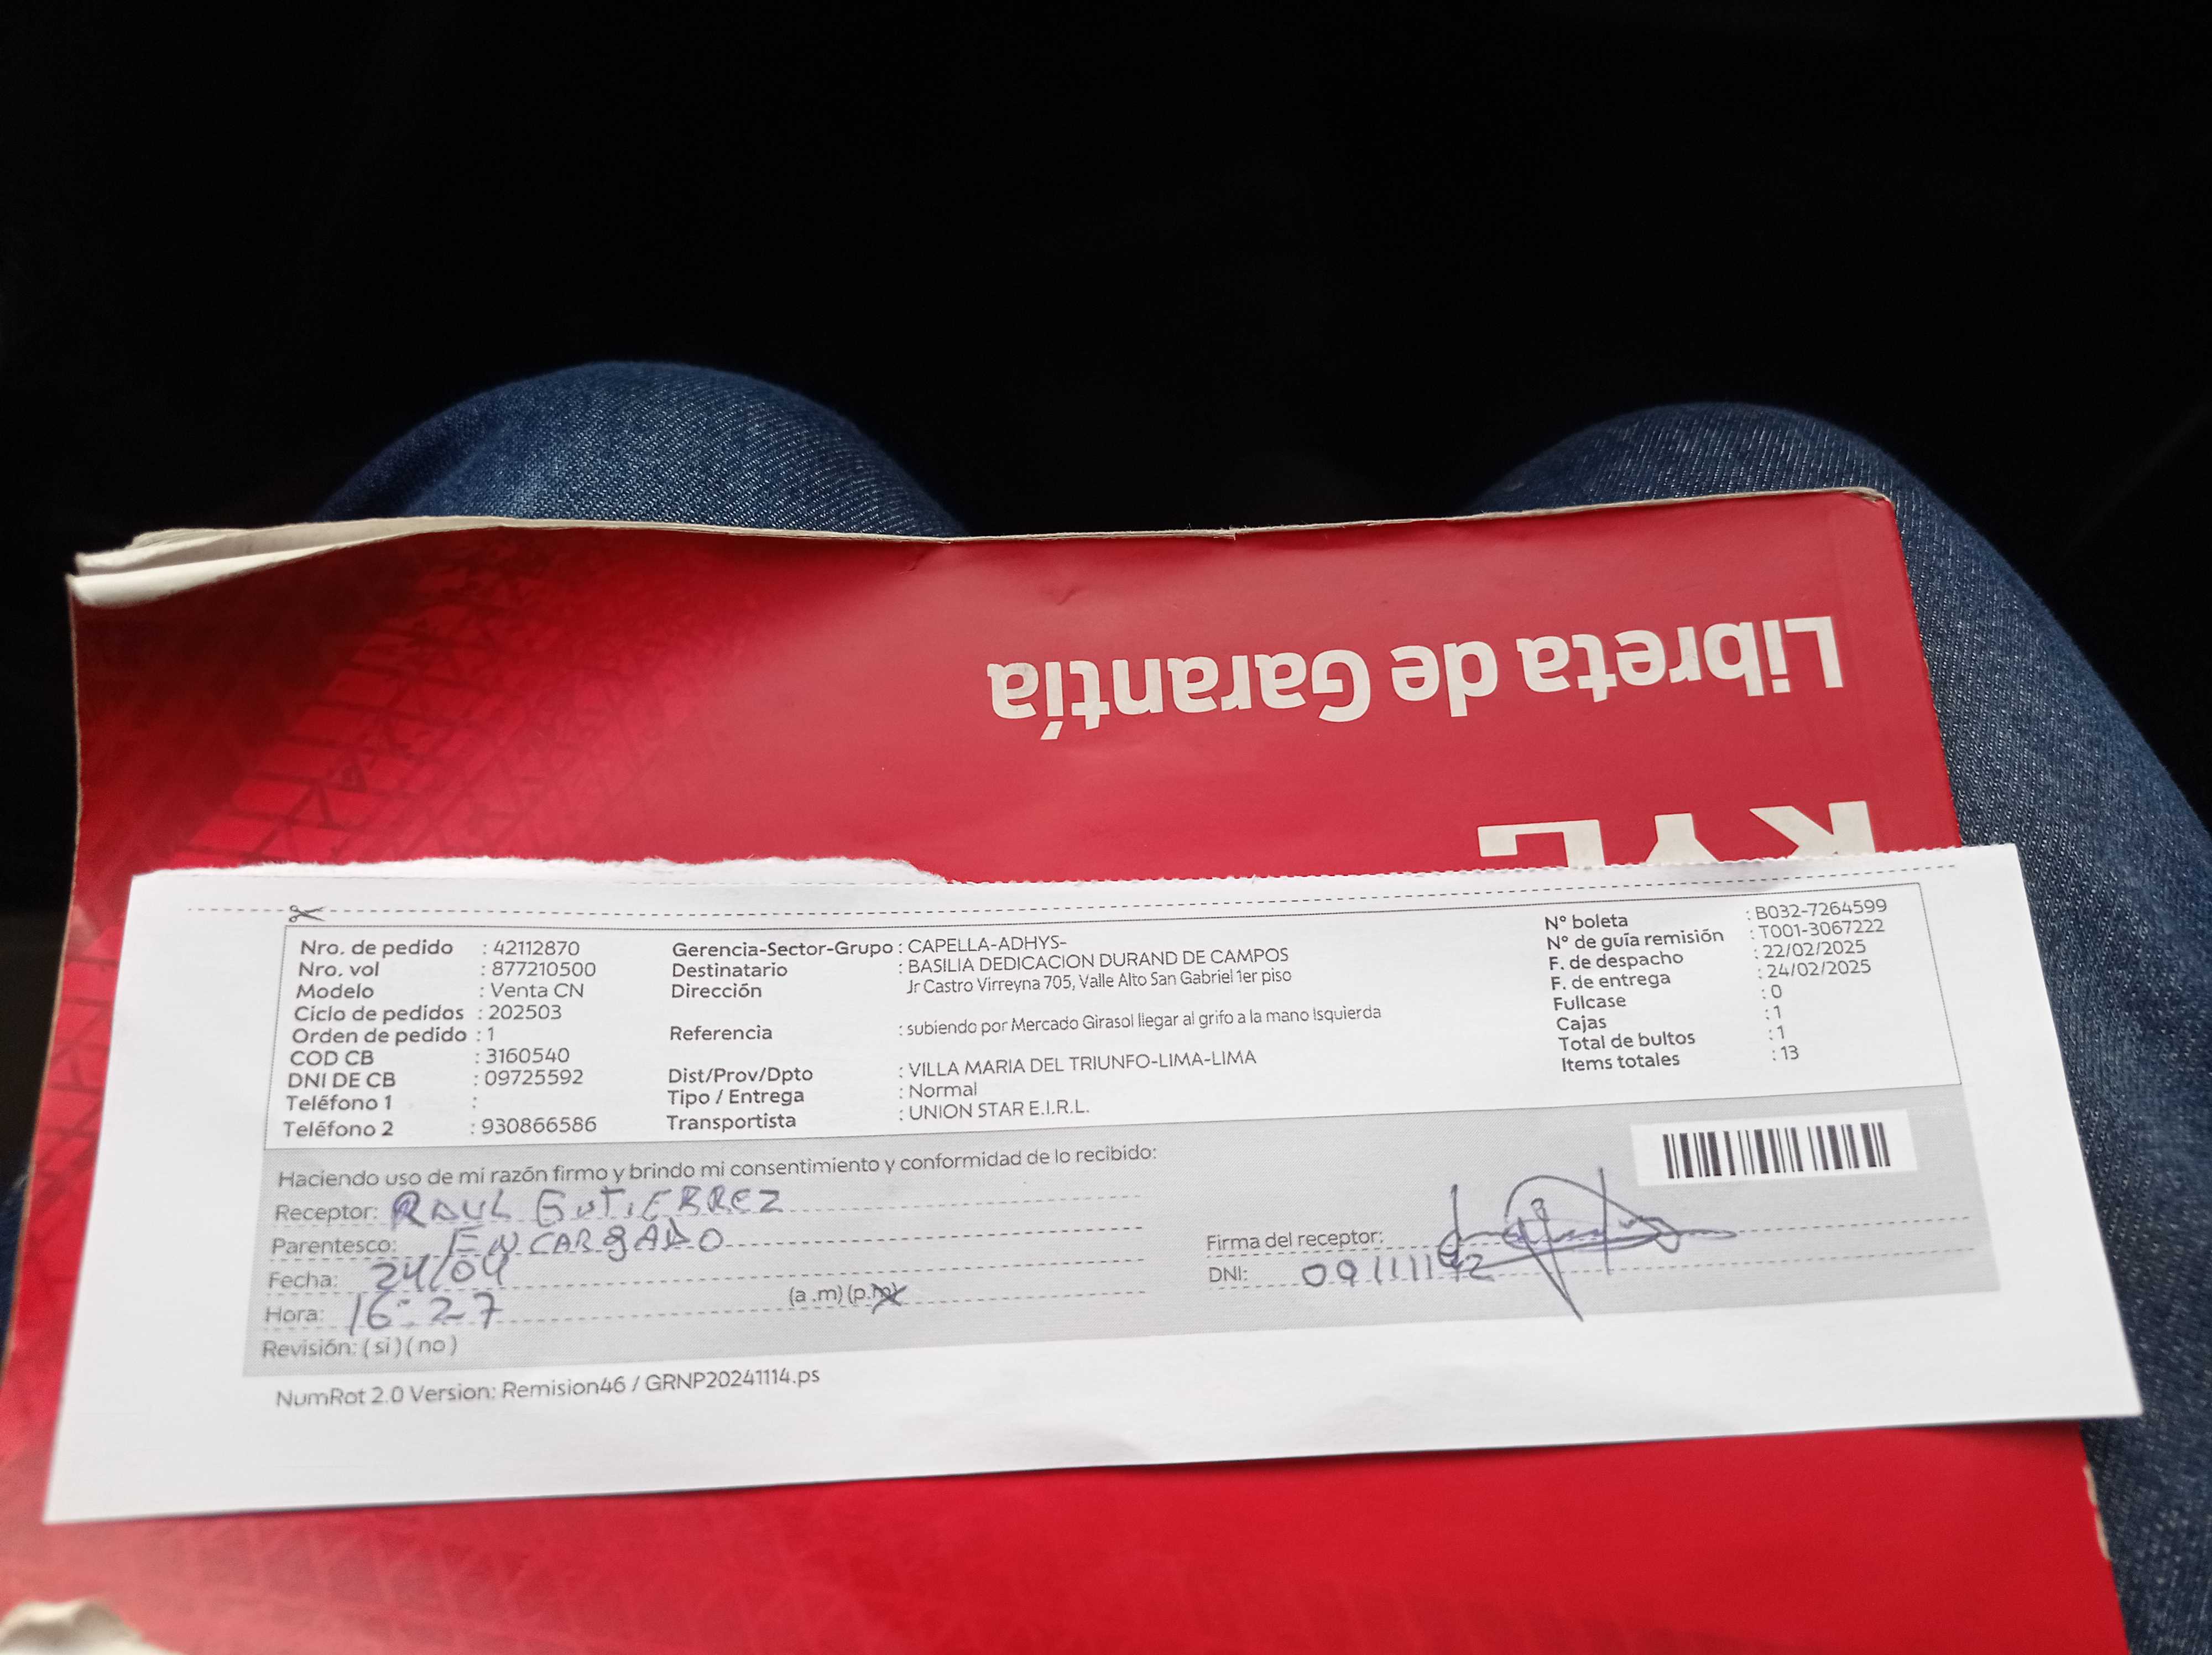 Libreta de Garantía
Nro. de pedido : 42112870
Nro. vol : 877210500
Modelo : Venta CN
Ciclo de pedidos : 202503
Orden de pedido : 1
COD CB : 3160540
DNI DE CB : 09725592
Teléfono 1 :
Teléfono 2 : 930866586
Gerencia-Sector-Grupo : CAPELLA-ADHYS-
Destinatario : BASILIA DEDICACION DURAND DE CAMPOS
Dirección Jr Castro Virreyna 705, Valle Alto San Gabriel 1er piso
Referencia : subiendo por Mercado Girasol llegar al grifo a la mano Isquierda
Dist/Prov/Dpto : VILLA MARIA DEL TRIUNFO-LIMA-LIMA
Tipo / Entrega : Normal
Transportista : UNION STAR E.I.R.L.
N° boleta : B032-7264599
N° de guía remisión : T001-3067222
F. de despacho : 22/02/2025
F. de entrega : 24/02/2025
Fullcase : 0
Cajas : 1
Total de bultos : 1
Items totales : 13
Haciendo uso de mi razón firmo y brindo mi consentimiento y conformidad de lo recibido:
Receptor: RAUL GUTIERREZ
Parentesco: ENCARGADO
Fecha: 24/04
Hora: 16:27 (a .m) (p.m)
Revisión: ( si ) ( no )
Firma del receptor:
DNI:
NumRot 2.0 Version: Remision46 / GRNP20241114.ps